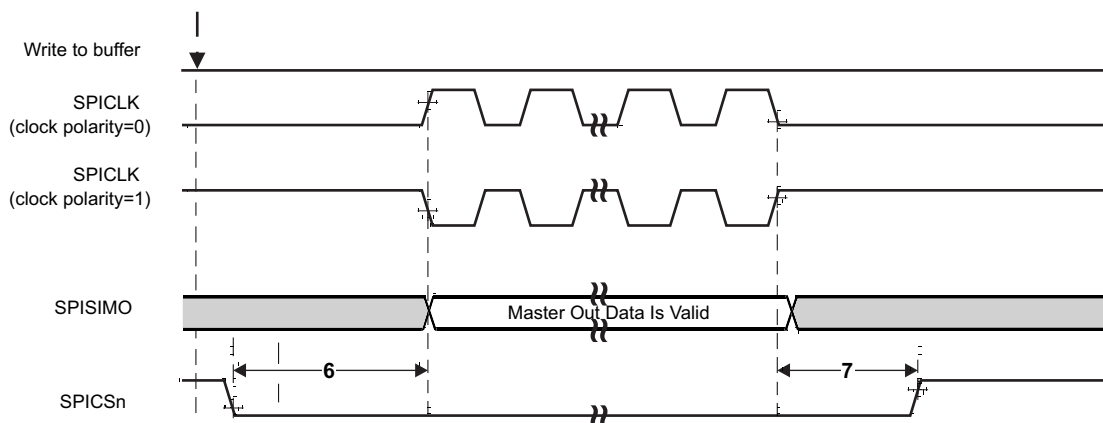 Write to buffer
SPICLK
(clock polarity=0)
SPICLK
(clock polarity=1)
SPISIMO
Master Out Data Is Valid
6
7
SPICSn